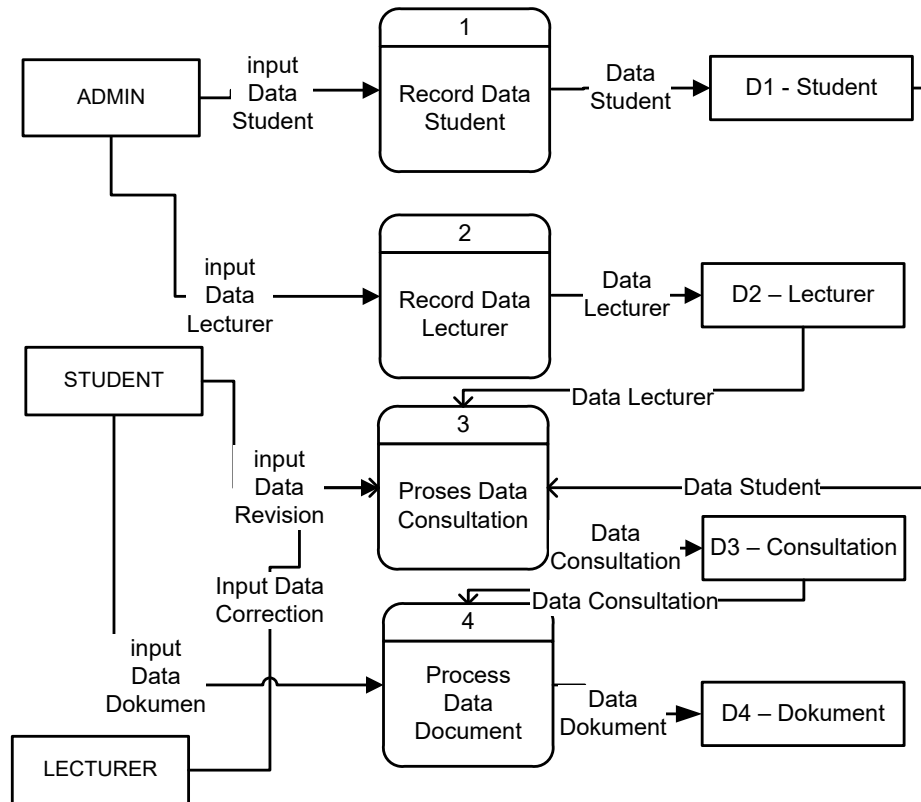 1
ADMIN
input
Data
Student
Record Data
Student
Data
Student
D1 - Student
2
input
Data
Lecturer
Record Data
Lecturer
Data
Lecturer
D2 – Lecturer
STUDENT
Data Lecturer
3
input
Data
Revision
Proses Data
Consultation
Data Student
Data
Consultation
D3 – Consultation
Input Data
Correction
Data Consultation
4
input
Data
Dokumen
Process
Data
Document
Data
Dokument
D4 – Dokument
LECTURER